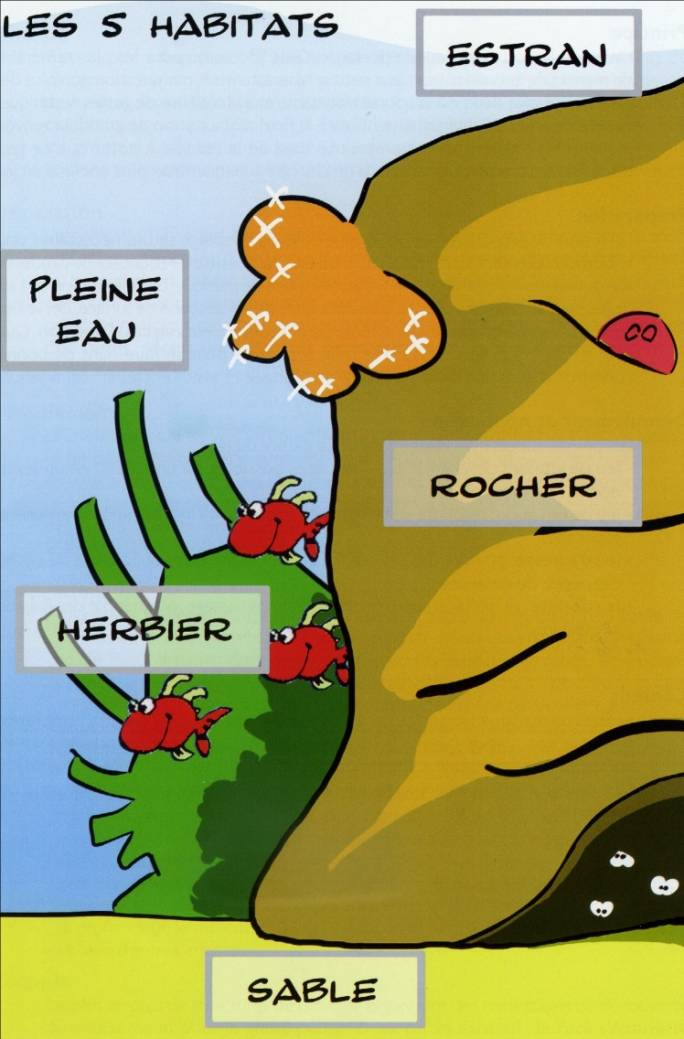 LES 5 HABITATS
ESTRAN
PLEINE
EAU
ROCHER
HERBIER
SABLE